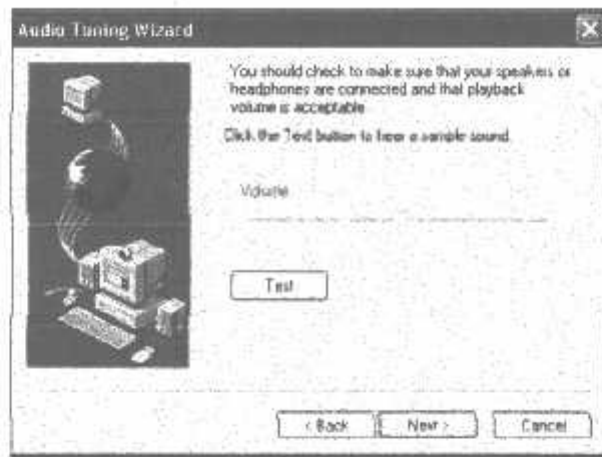 Audio Tuning Wizard
You should check to make sure that your speakers or
headphones are connected and that playback
volume is acceptable
Click the Test button to hear a sample sound.
Volume
Test
< Back
Next >
Cancel